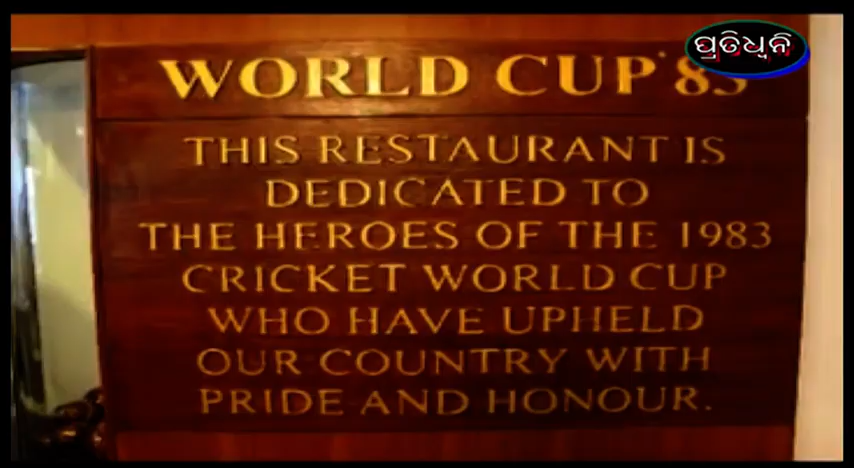 ପ୍ରତିଧ୍ୱନି
WORLD CUP '83
THIS RESTAURANT IS
DEDICATED TO
THE HEROES OF THE 1983
CRICKET WORLD CUP
WHO HAVE UPHELD
OUR COUNTRY WITH
PRIDE AND HONOUR.